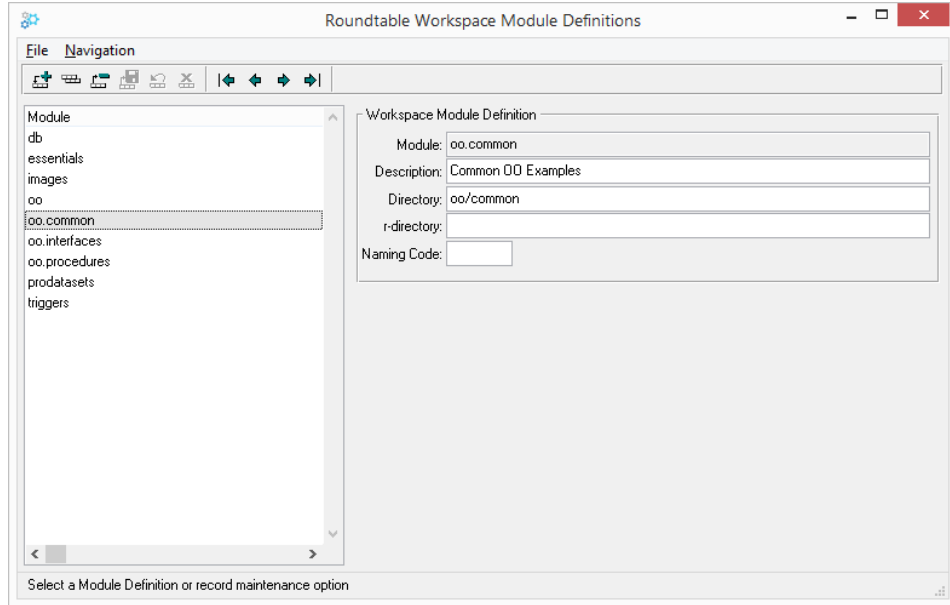 Roundtable Workspace Module Definitions
File Navigation
Module
db
essentials
images
oo
oo.common
oo.interfaces
oo.procedures
prodatasets
triggers
Workspace Module Definition
Module: oo.common
Description: Common OO Examples
Directory: oo/common
r-directory:
Naming Code:
Select a Module Definition or record maintenance option